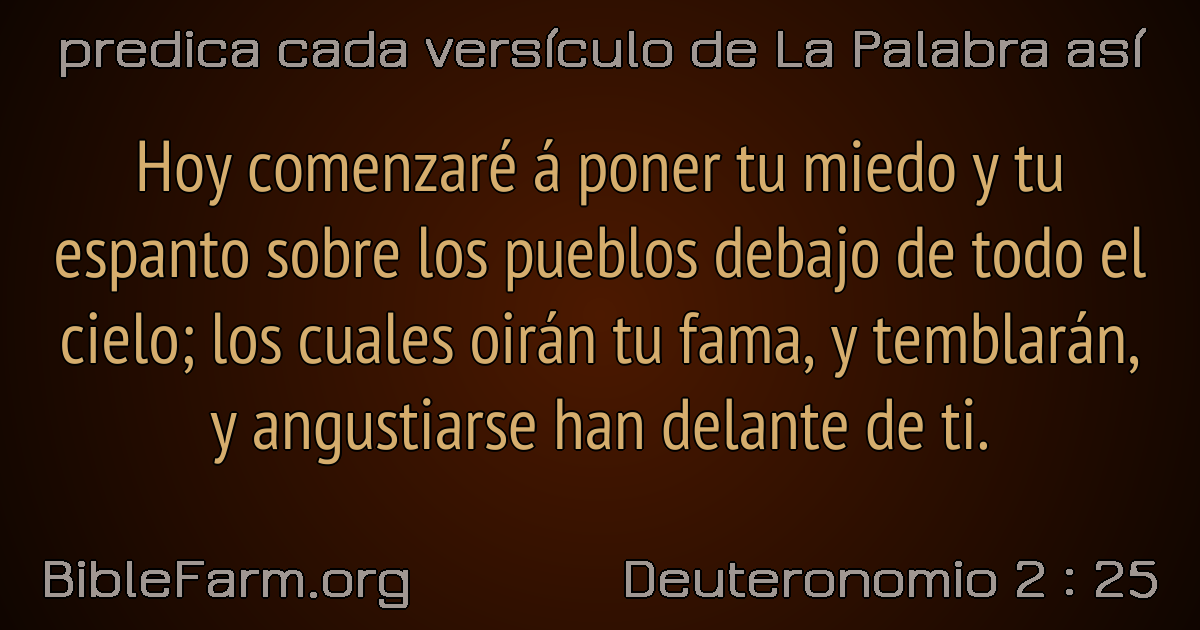 predica cada versículo de La Palabra así
Hoy comenzaré á poner tu miedo y tu
espanto sobre los pueblos debajo de todo el
cielo; los cuales oirán tu fama, y temblarán,
y angustiarse han delante de ti.
BibleFarm.org
Deuteronomio 2 : 25